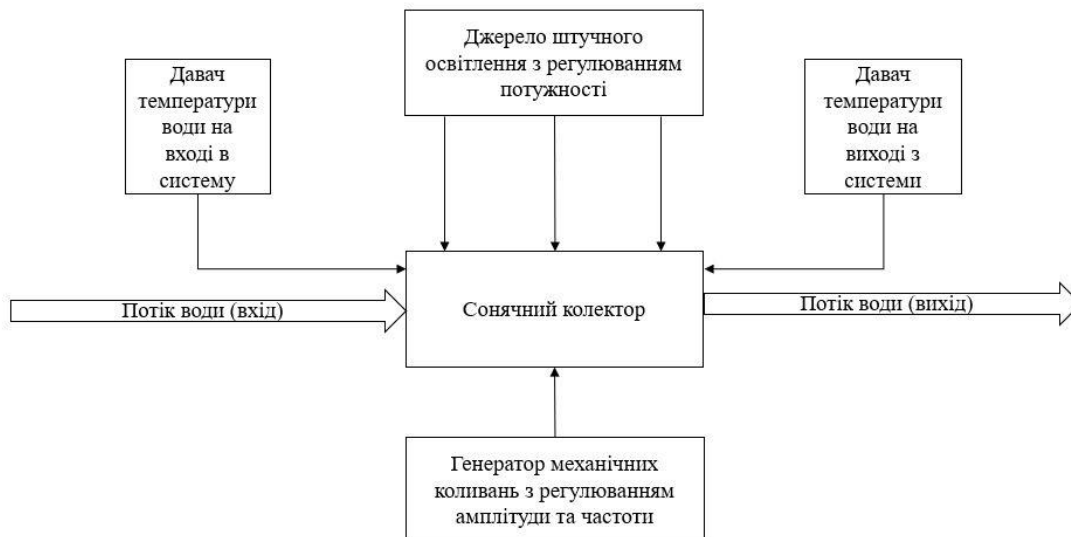 Джерело штучного
освітлення з регулюванням
потужності
Давач
температури
води на
вході в
систему
Давач
температури
води на
виході з
системи
Потік води (вхід)
Сонячний колектор
Потік води (вихід)
Генератор механічних
коливань з регулюванням
амплітуди та частоти